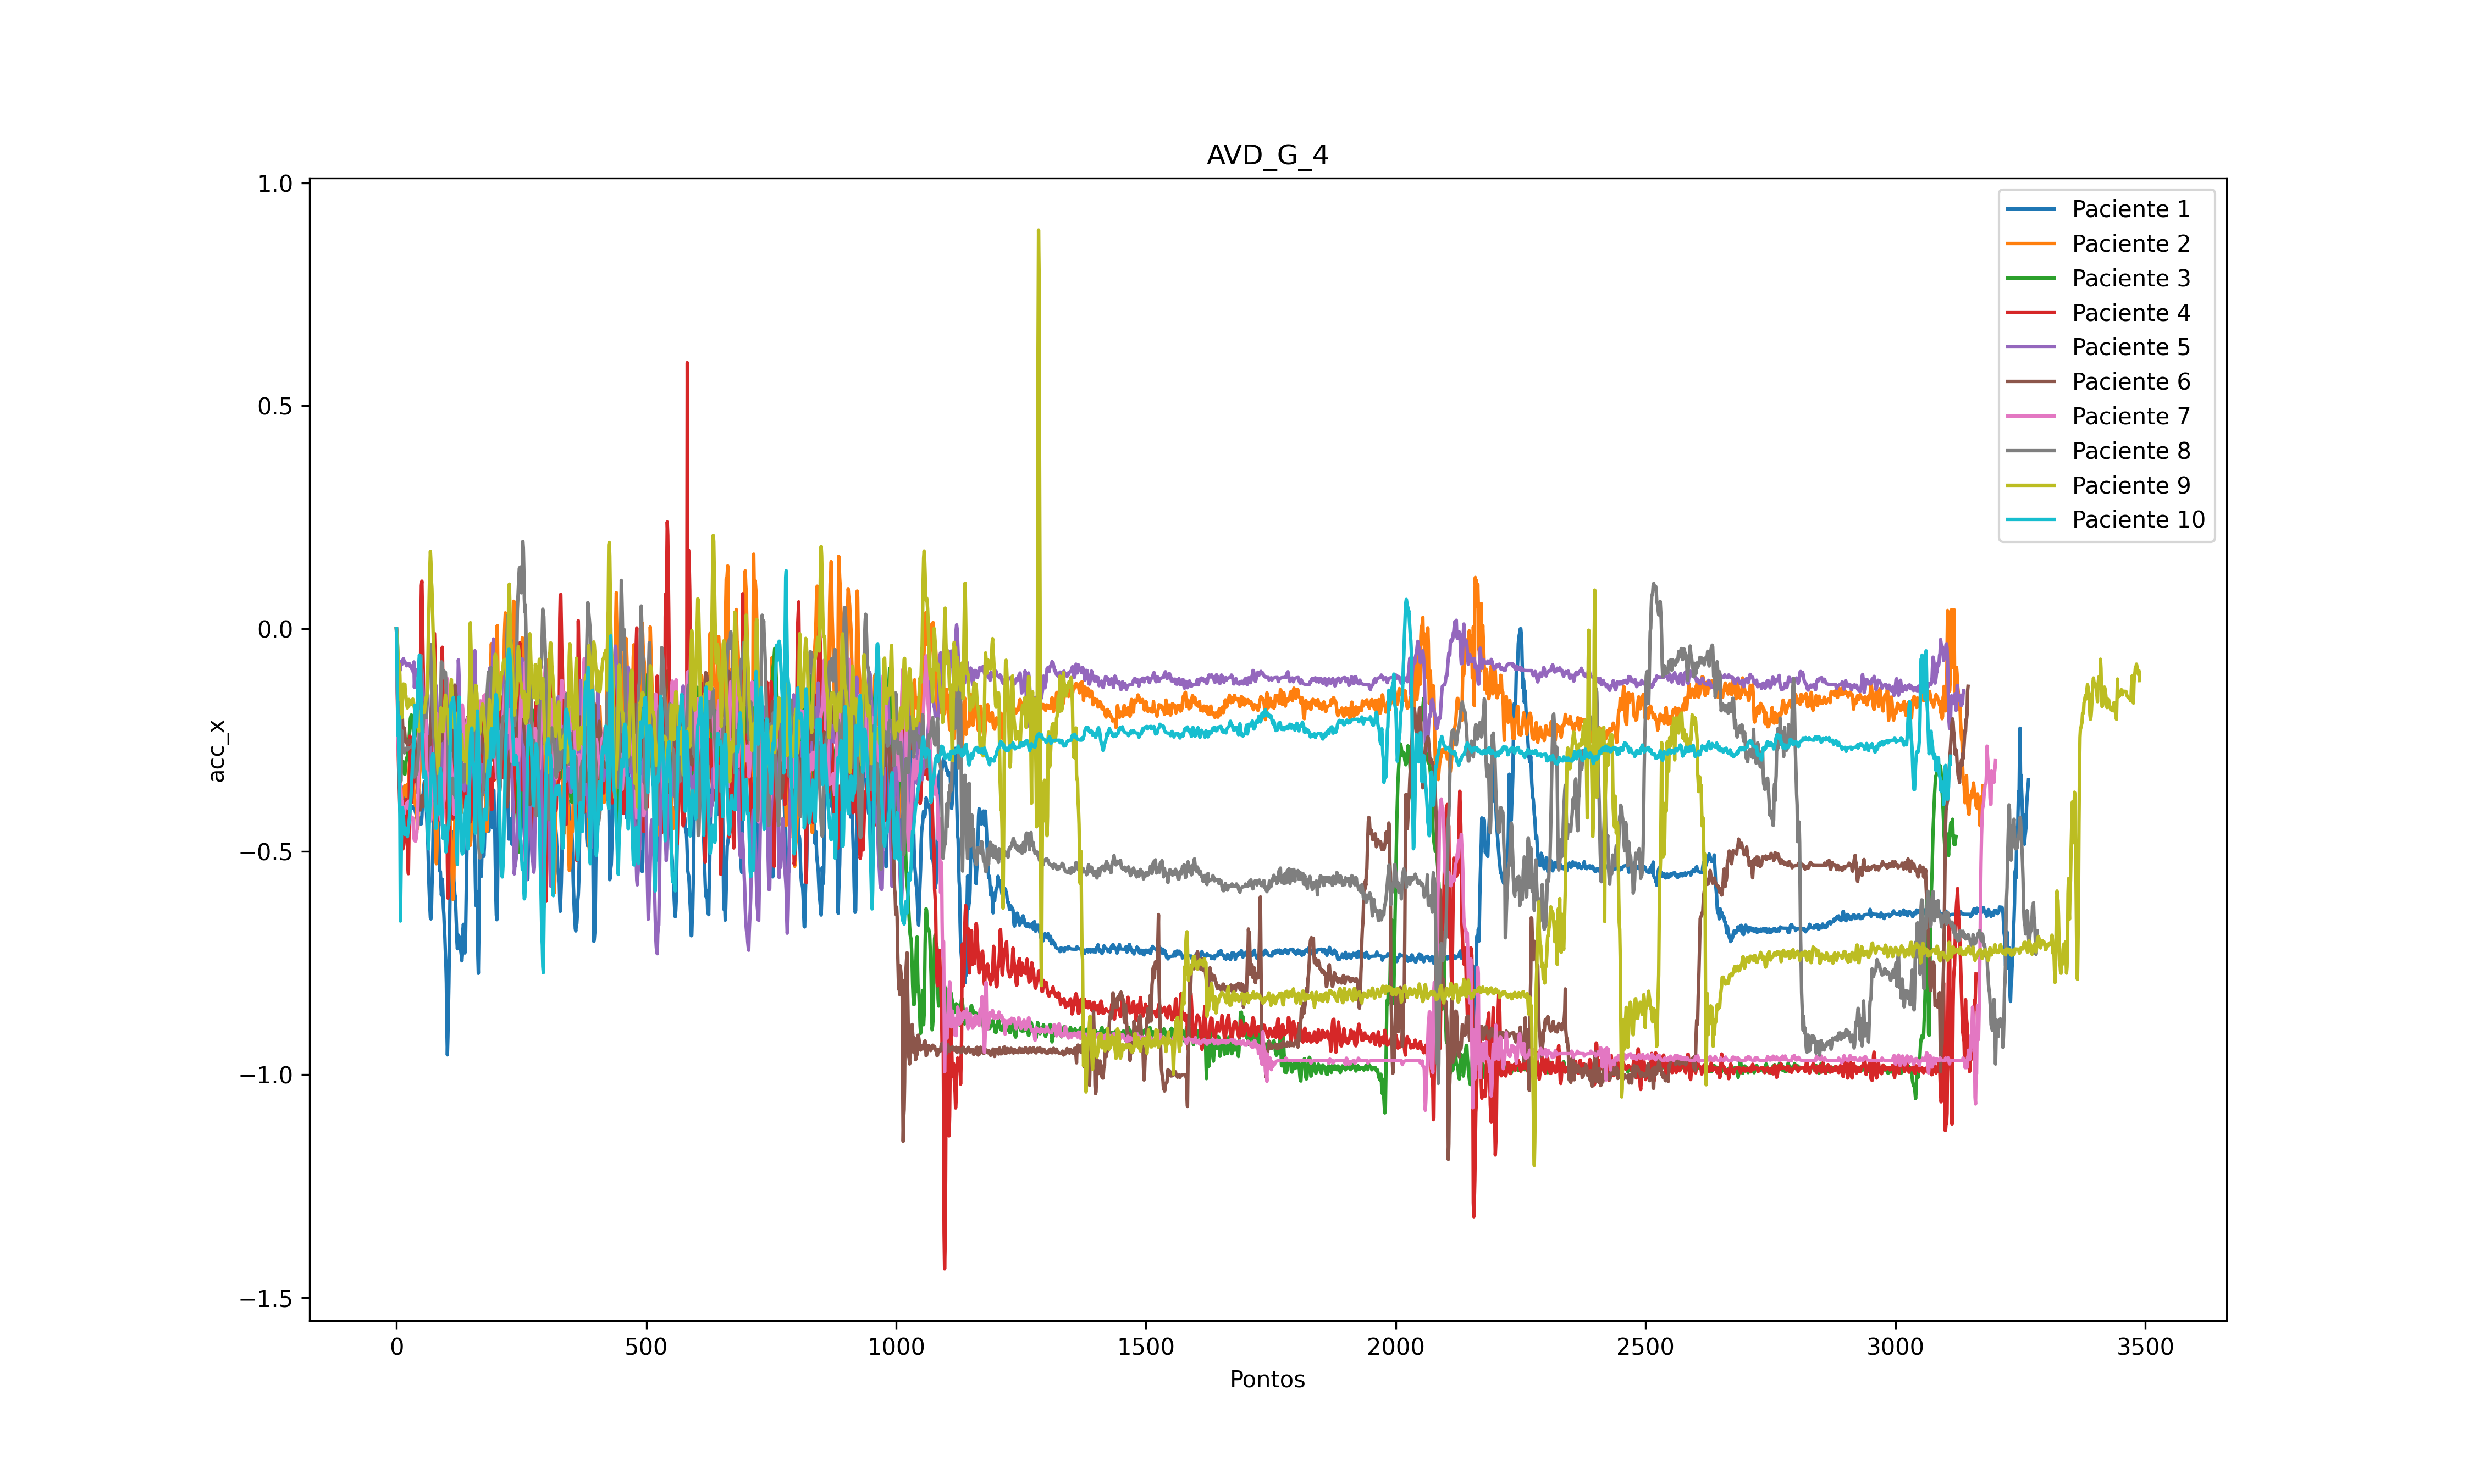 AVD_G_4
1.0
0.5
0.0
−0.5
−1.0
−1.5
acc_x
0 500 1000 1500 2000 2500 3000 3500
Pontos
Paciente 1
Paciente 2
Paciente 3
Paciente 4
Paciente 5
Paciente 6
Paciente 7
Paciente 8
Paciente 9
Paciente 10